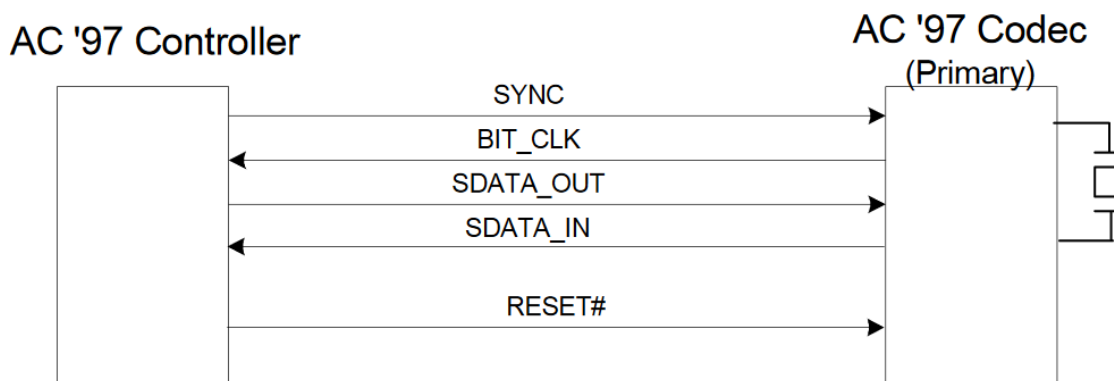 AC '97 Controller
AC '97 Codec
(Primary)
SYNC
BIT_CLK
SDATA_OUT
SDATA_IN
RESET#